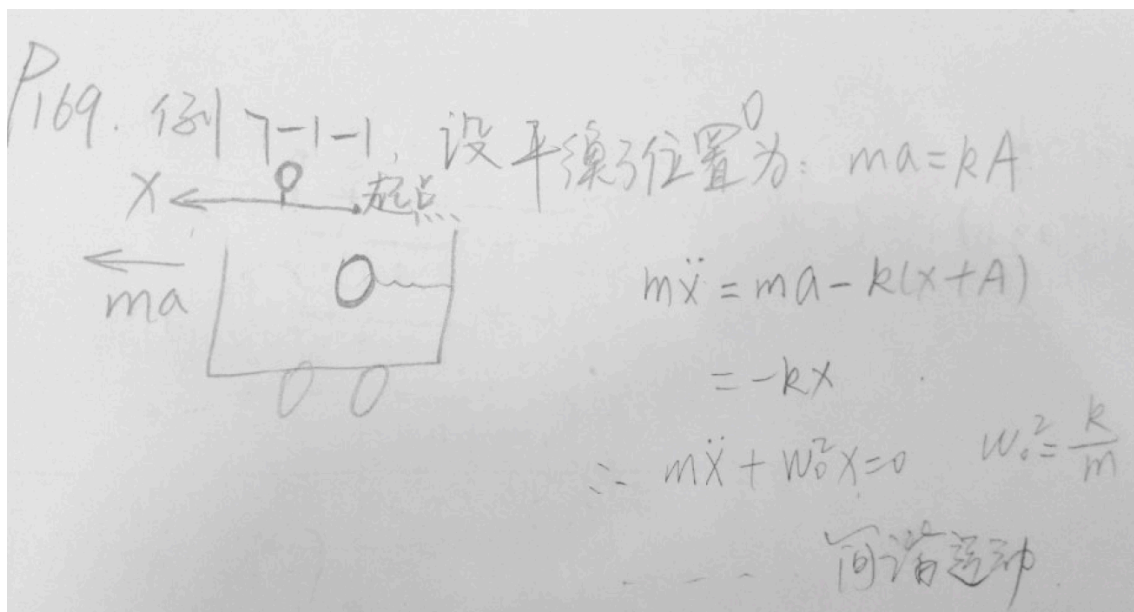 P169. 例 7-1-1, 设平衡位置O为: ma=kA
X O 起点
ma
mẍ = ma - k(x+A)
= -kx
∴ mẍ + ω₀²x=0 ω₀²= k/m
...... 简谐运动